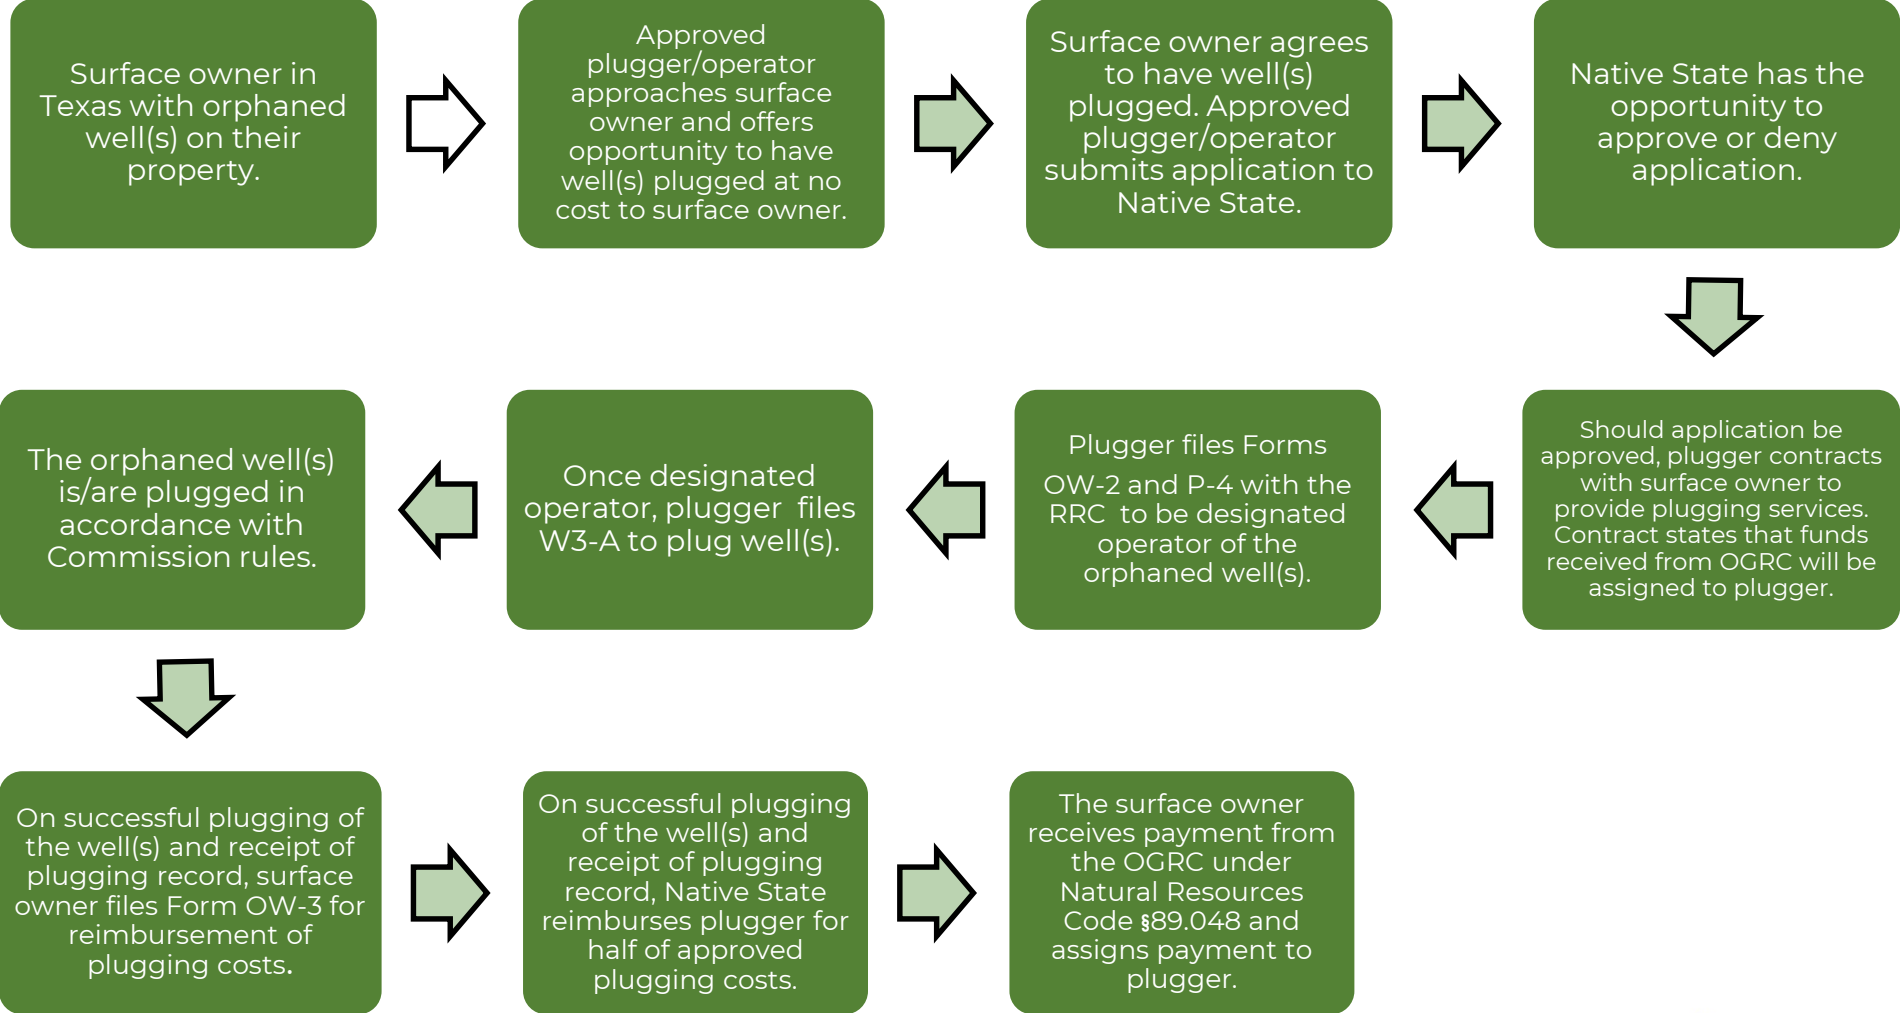 Surface owner in
Texas with orphaned
well(s) on their
property.
Approved
plugger/operator
approaches surface
owner and offers
opportunity to have
well(s) plugged at no
cost to surface owner.
Surface owner agrees
to have well(s)
plugged. Approved
plugger/operator
submits application to
Native State.
Native State has the
opportunity to
approve or deny
application.
Should application be
approved, plugger contracts
with surface owner to
provide plugging services.
Contract states that funds
received from OGRC will be
assigned to plugger.
Plugger files Forms
OW-2 and P-4 with the
RRC to be designated
operator of the
orphaned well(s).
Once designated
operator, plugger files
W3-A to plug well(s).
The orphaned well(s)
is/are plugged in
accordance with
Commission rules.
On successful plugging of
the well(s) and receipt of
plugging record, surface
owner files Form OW-3 for
reimbursement of
plugging costs.
On successful plugging
of the well(s) and
receipt of plugging
record, Native State
reimburses plugger for
half of approved
plugging costs.
The surface owner
receives payment from
the OGRC under
Natural Resources
Code §89.048 and
assigns payment to
plugger.